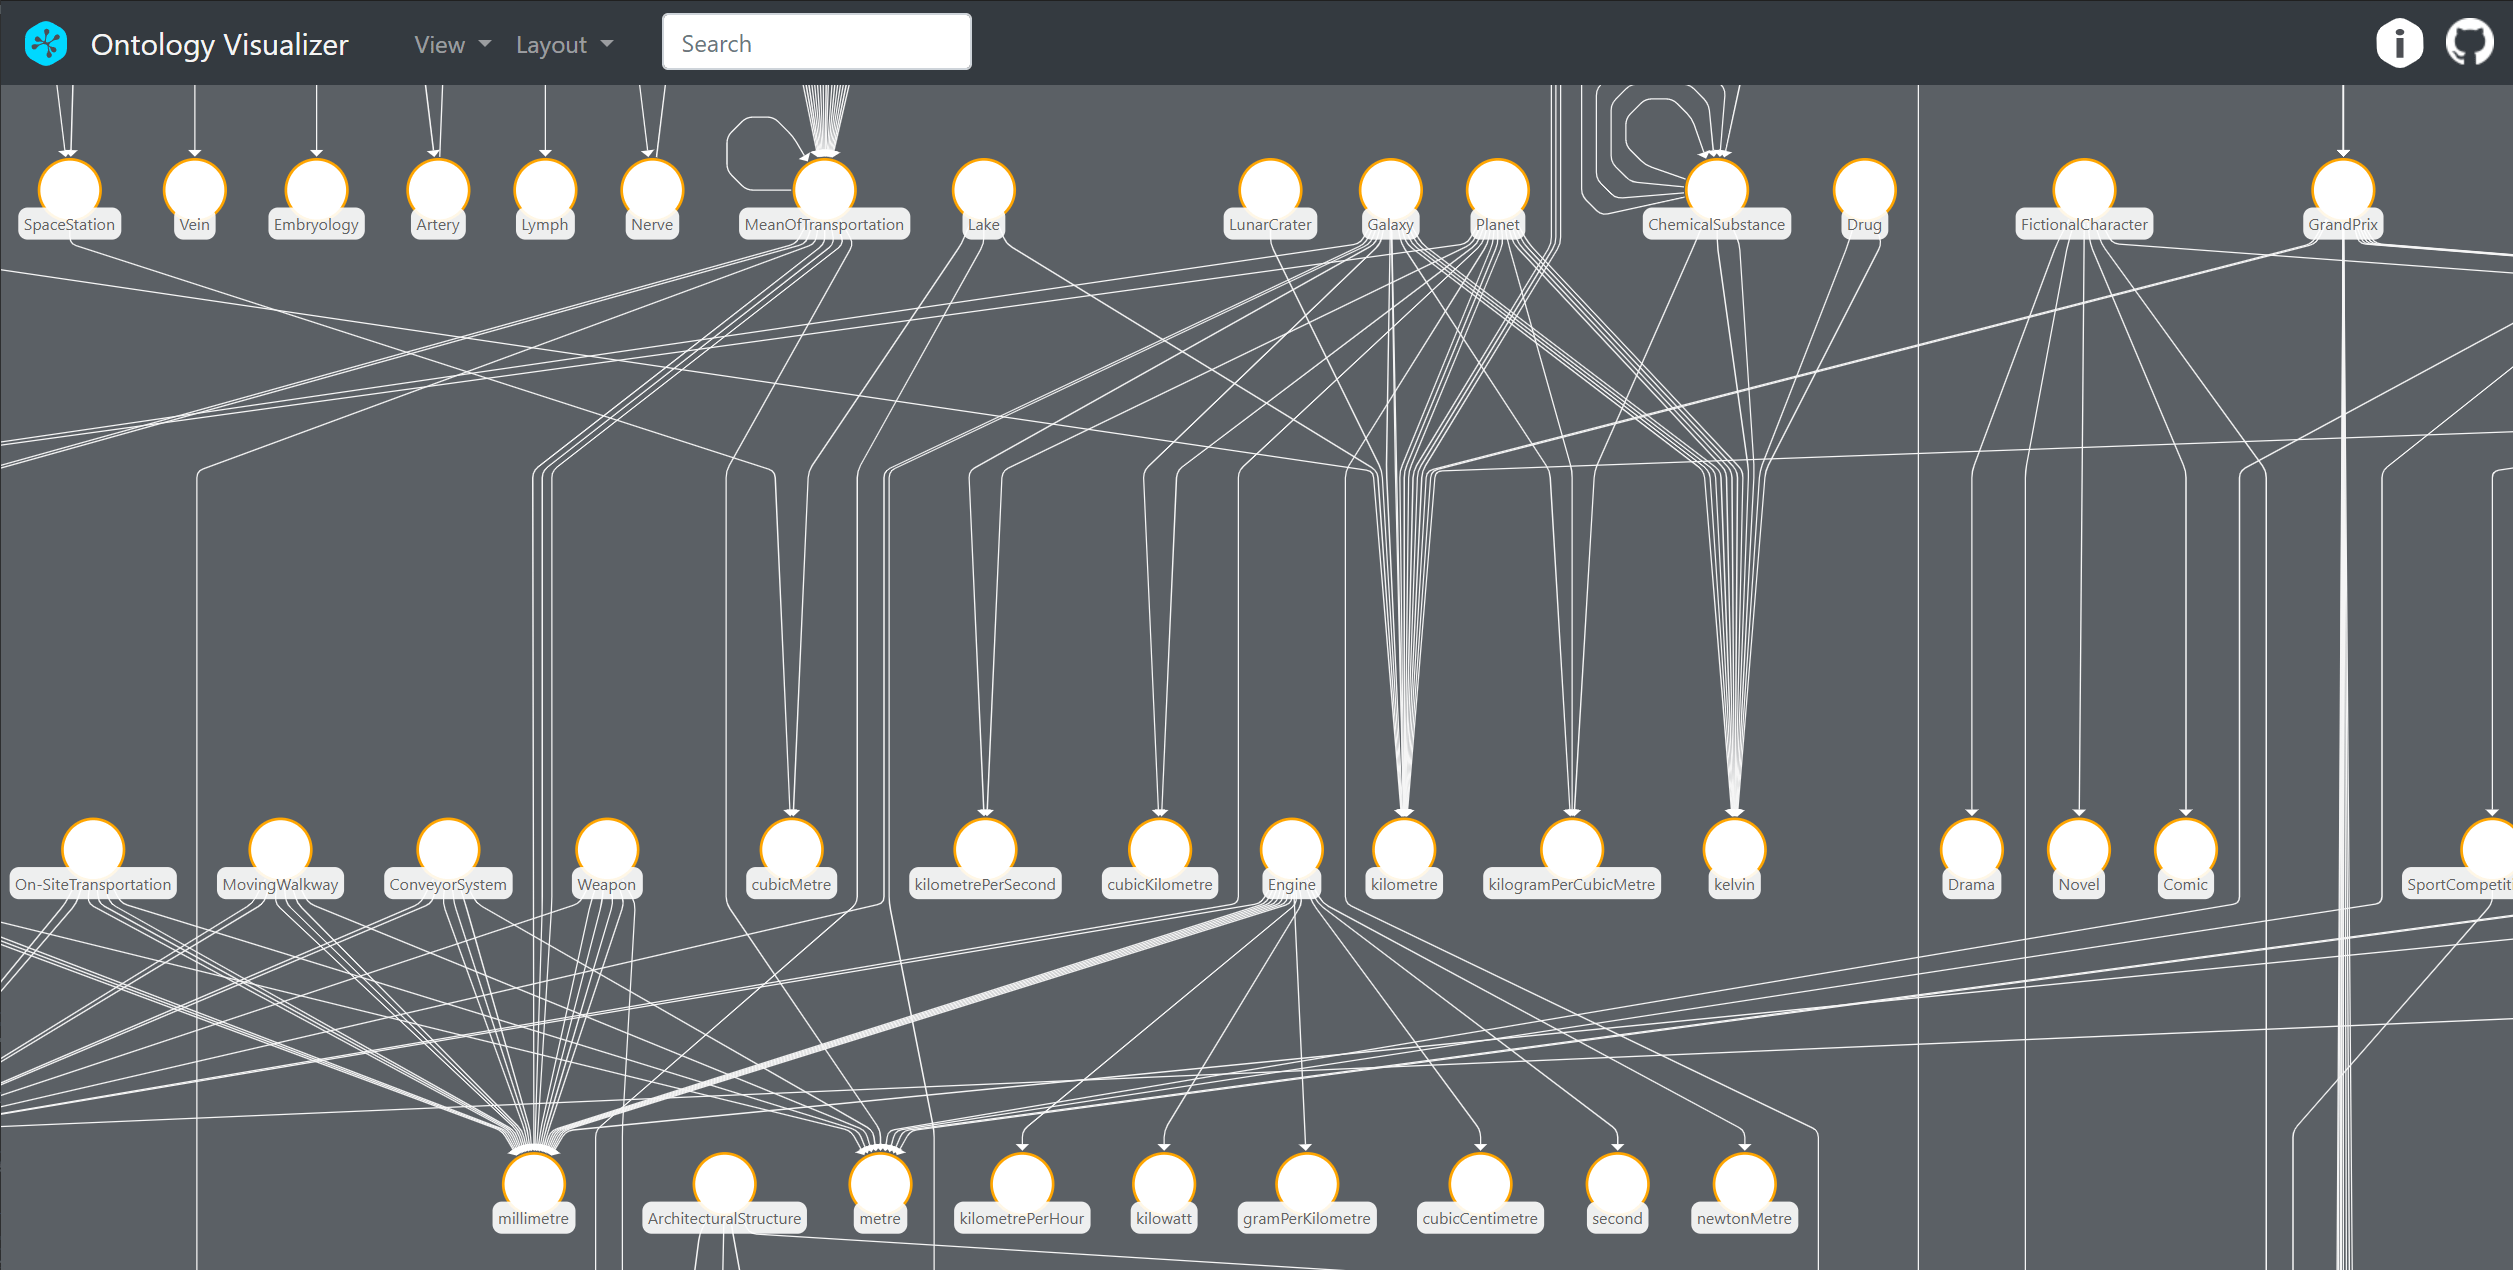 Ontology Visualizer
View
Layout
Search
i
SpaceStation
Vein
Embryology
Artery
Lymph
Nerve
MeanOfTransportation
Lake
LunarCrater
Galaxy
Planet
ChemicalSubstance
Drug
FictionalCharacter
GrandPrix
On-SiteTransportation
MovingWalkway
ConveyorSystem
Weapon
cubicMetre
kilometrePerSecond
cubicKilometre
Engine
kilometre
kilogramPerCubicMetre
kelvin
Drama
Novel
Comic
SportCompetiti
millimetre
ArchitecturalStructure
metre
kilometrePerHour
kilowatt
gramPerKilometre
cubicCentimetre
second
newtonMetre